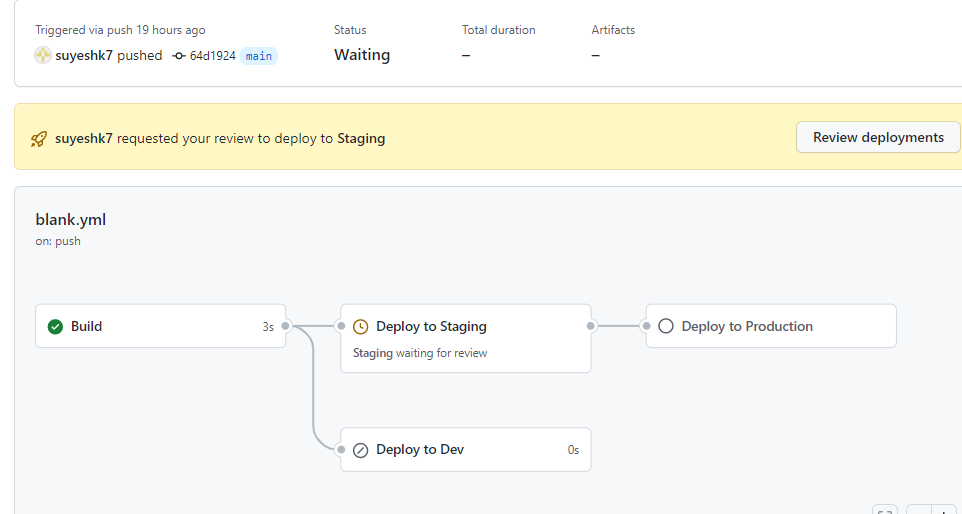 Triggered via push 19 hours ago
Status
Total duration
Artifacts
suyeshk7 pushed 64d1924 main
Waiting
–
–
suyeshk7 requested your review to deploy to Staging
Review deployments
blank.yml
on: push
Build 3s
Deploy to Staging
Staging waiting for review
Deploy to Production
Deploy to Dev 0s